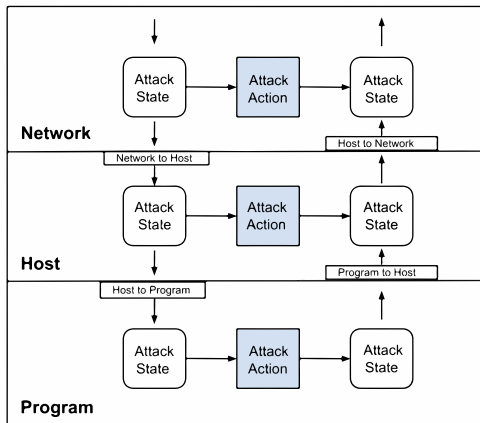 Attack
State
Attack
Action
Attack
State
Network
Host to Network
Network to Host
Attack
State
Attack
Action
Attack
State
Host
Program to Host
Host to Program
Attack
State
Attack
Action
Attack
State
Program